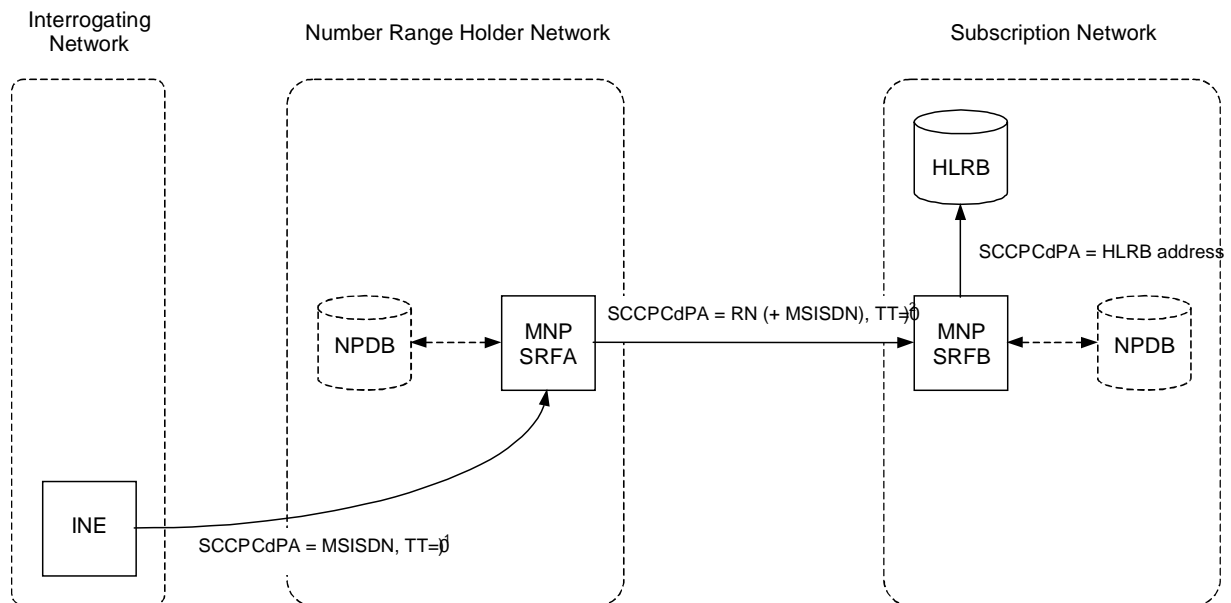 Interrogating
Network
Number Range Holder Network
Subscription Network
HLRB
SCCPCdPA = HLRB address
SCCPCdPA = RN (+ MSISDN), TT=0
NPDB
MNP
SRFA
MNP
SRFB
NPDB
INE
SCCPCdPA = MSISDN, TT=0